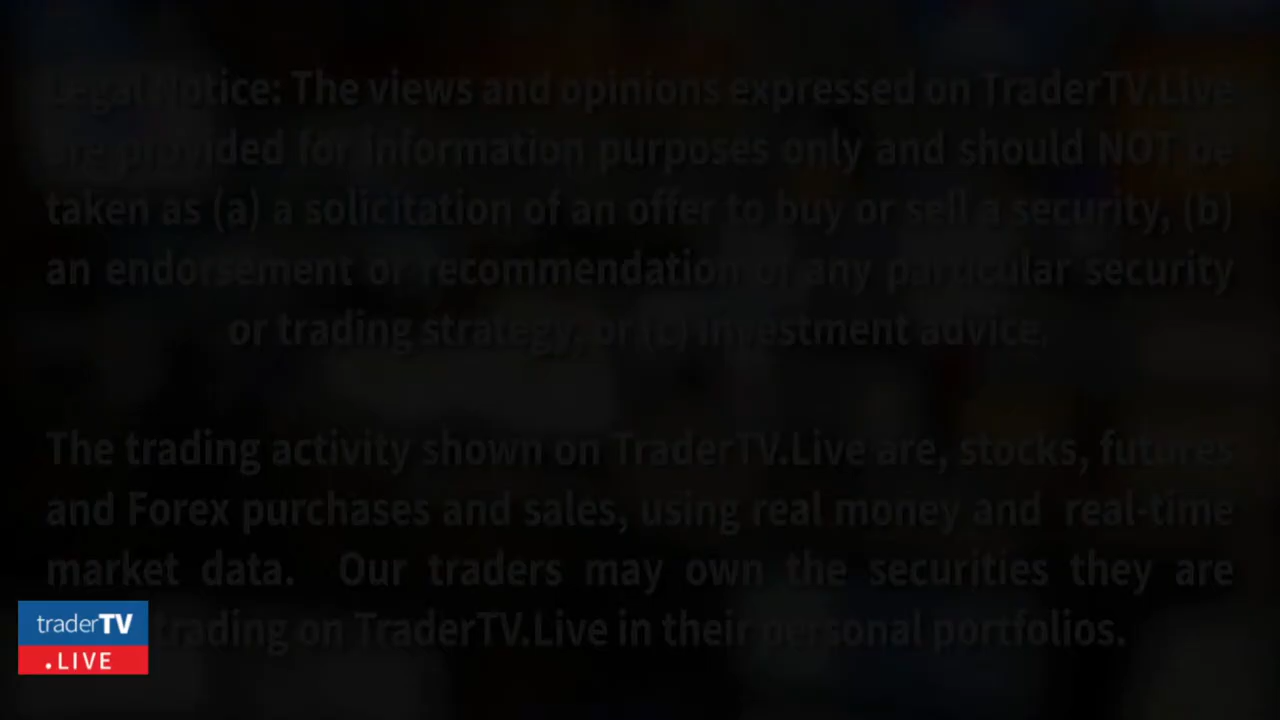 Legal Notice: The views and opinions expressed on TraderTV.Live
are provided for information purposes only and should NOT be
taken as (a) a solicitation of an offer to buy or sell a security, (b)
an endorsement or recommendation of any particular security
or trading strategy, or (c) investment advice.
The trading activity shown on TraderTV.Live are, stocks, futures
and Forex purchases and sales, using real money and real-time
market data. Our traders may own the securities they are
trading on TraderTV.Live in their personal portfolios.
traderTV
.LIVE